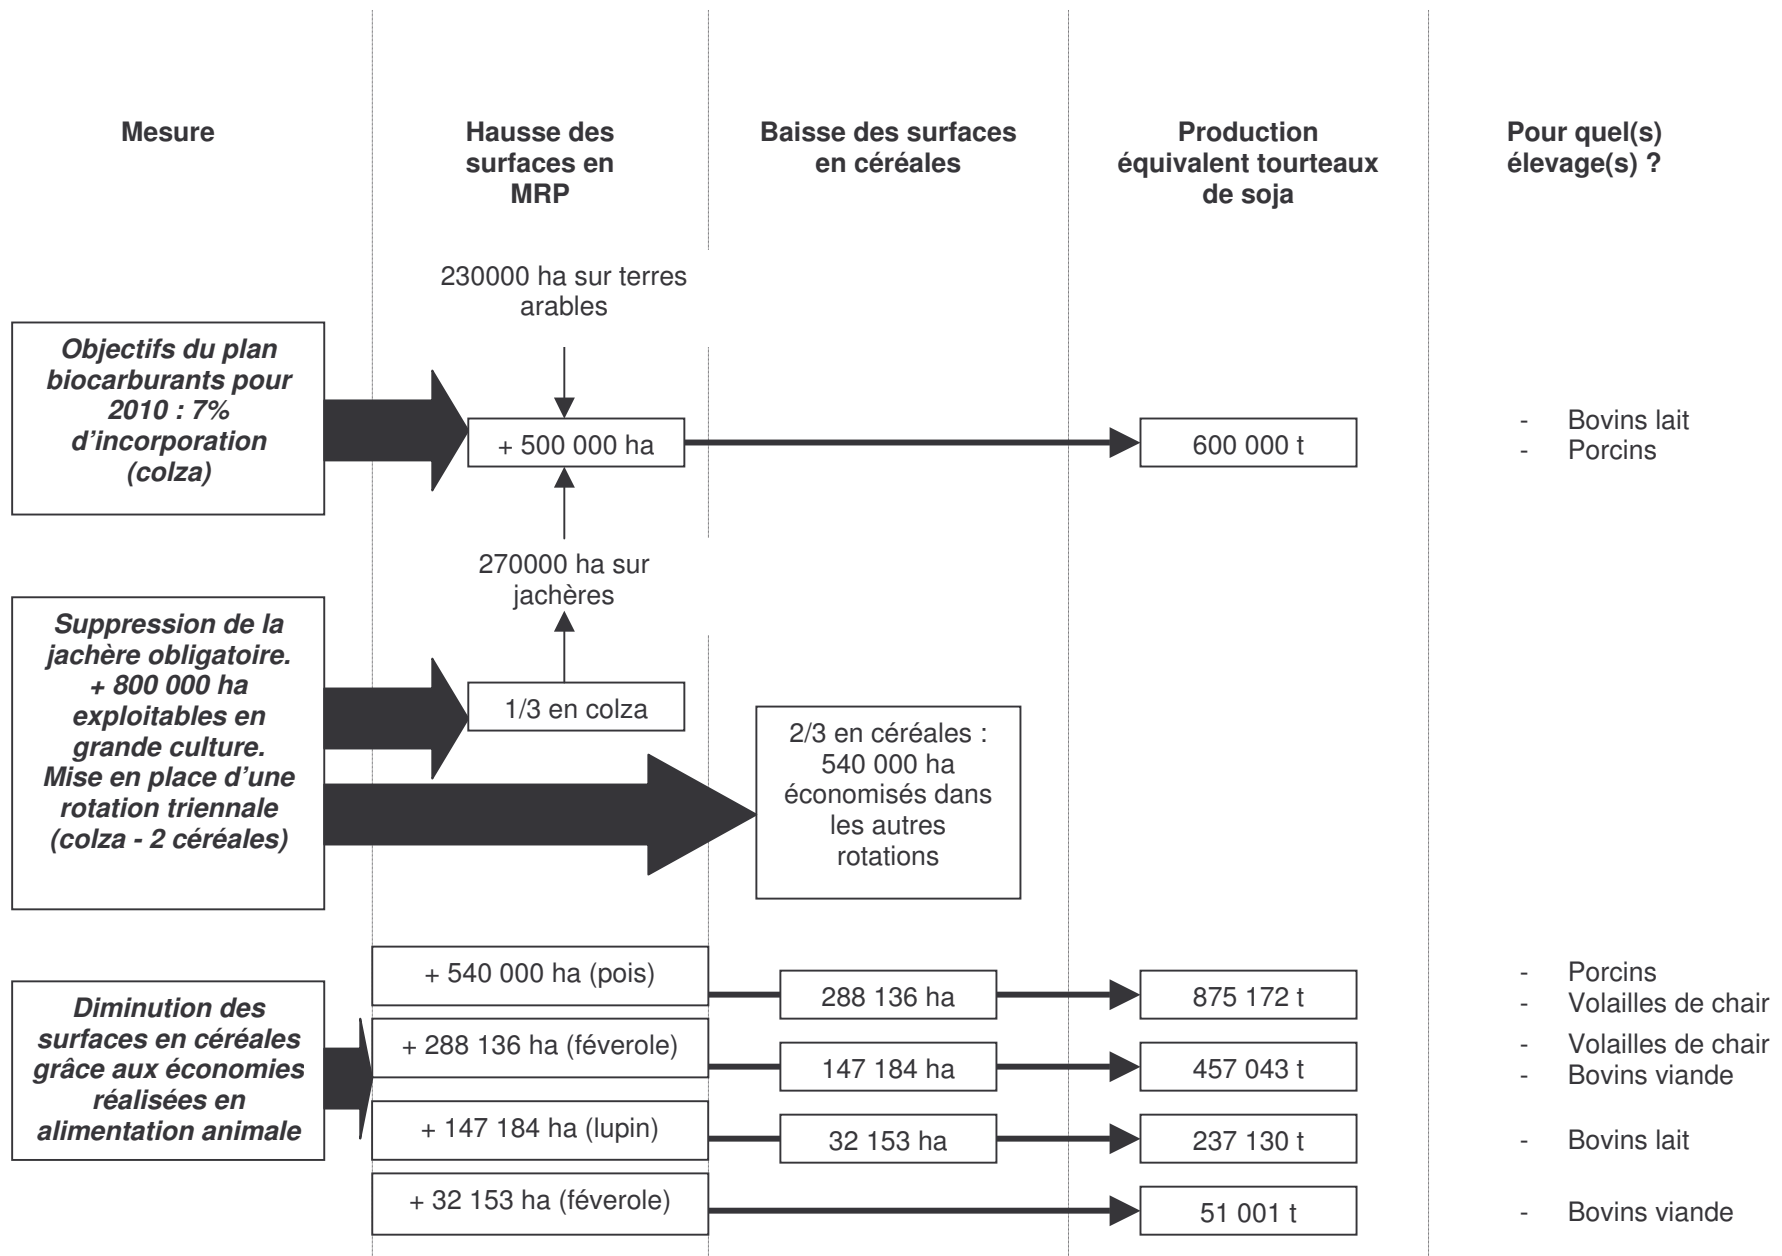 Mesure
Hausse des
surfaces en
MRP
Baisse des surfaces
en céréales
Production
équivalent tourteaux
de soja
Pour quel(s)
élevage(s) ?
230000 ha sur terres
arables
Objectifs du plan
biocarburants pour
2010 : 7%
d’incorporation
(colza)
+ 500 000 ha
600 000 t
- Bovins lait
- Porcins
270000 ha sur
jachères
Suppression de la
jachère obligatoire.
+ 800 000 ha
exploitables en
grande culture.
Mise en place d’une
rotation triennale
(colza - 2 céréales)
1/3 en colza
2/3 en céréales :
540 000 ha
économisés dans
les autres
rotations
Diminution des
surfaces en céréales
grâce aux économies
réalisées en
alimentation animale
+ 540 000 ha (pois)
288 136 ha
875 172 t
- Porcins
- Volailles de chair
+ 288 136 ha (féverole)
147 184 ha
457 043 t
- Volailles de chair
- Bovins viande
+ 147 184 ha (lupin)
32 153 ha
237 130 t
- Bovins lait
+ 32 153 ha (féverole)
51 001 t
- Bovins viande